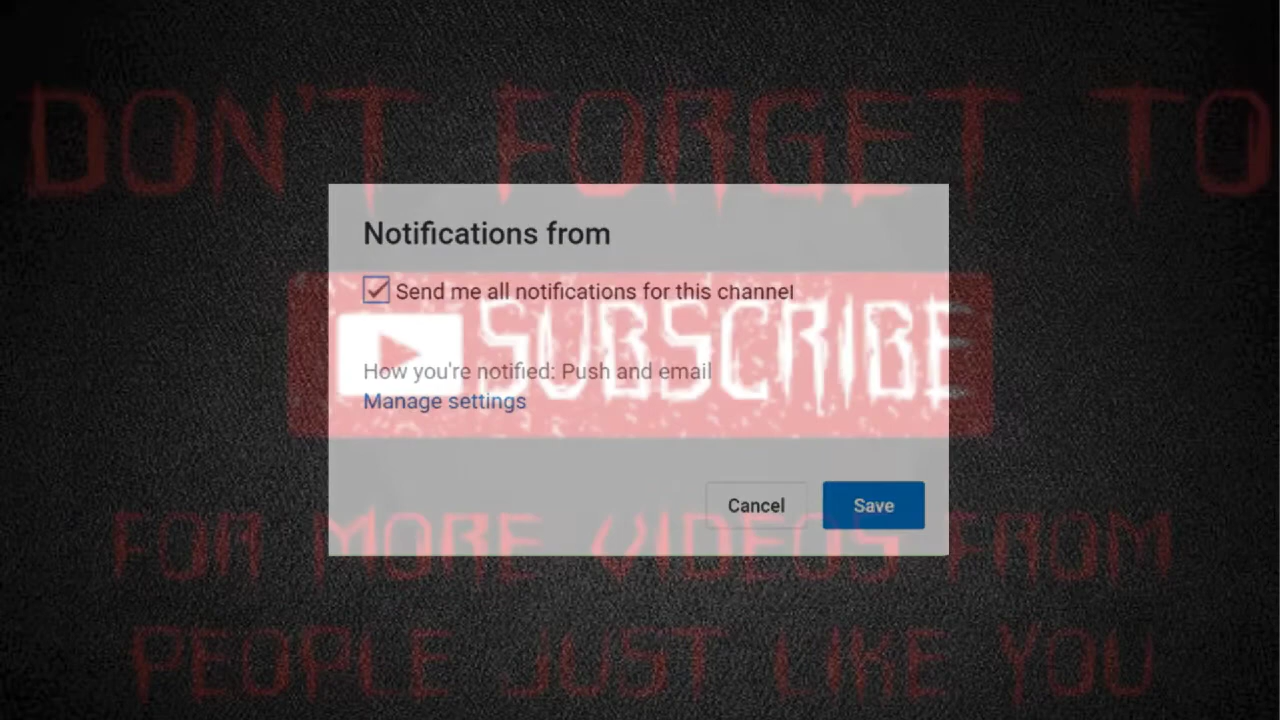 DON'T FORGET TO
Notifications from
Send me all notifications for this channel
SUBSCRIBE
How you're notified: Push and email
Manage settings
Cancel
Save
FOR MORE VIDEOS FROM
PEOPLE JUST LIKE YOU